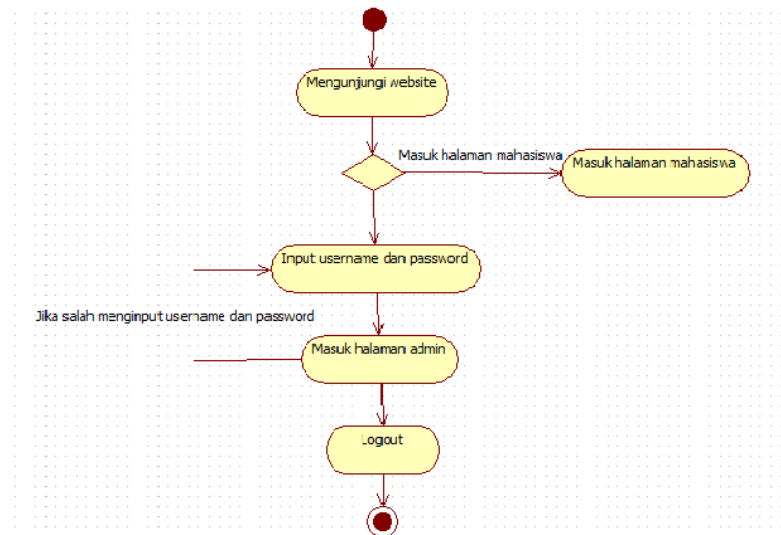 Mengunjungi website
Masuk halaman mahasiswa
Masuk halaman mahasiswa
Input username dan password
Jika salah menginput username dan password
Masuk halaman admin
Logout